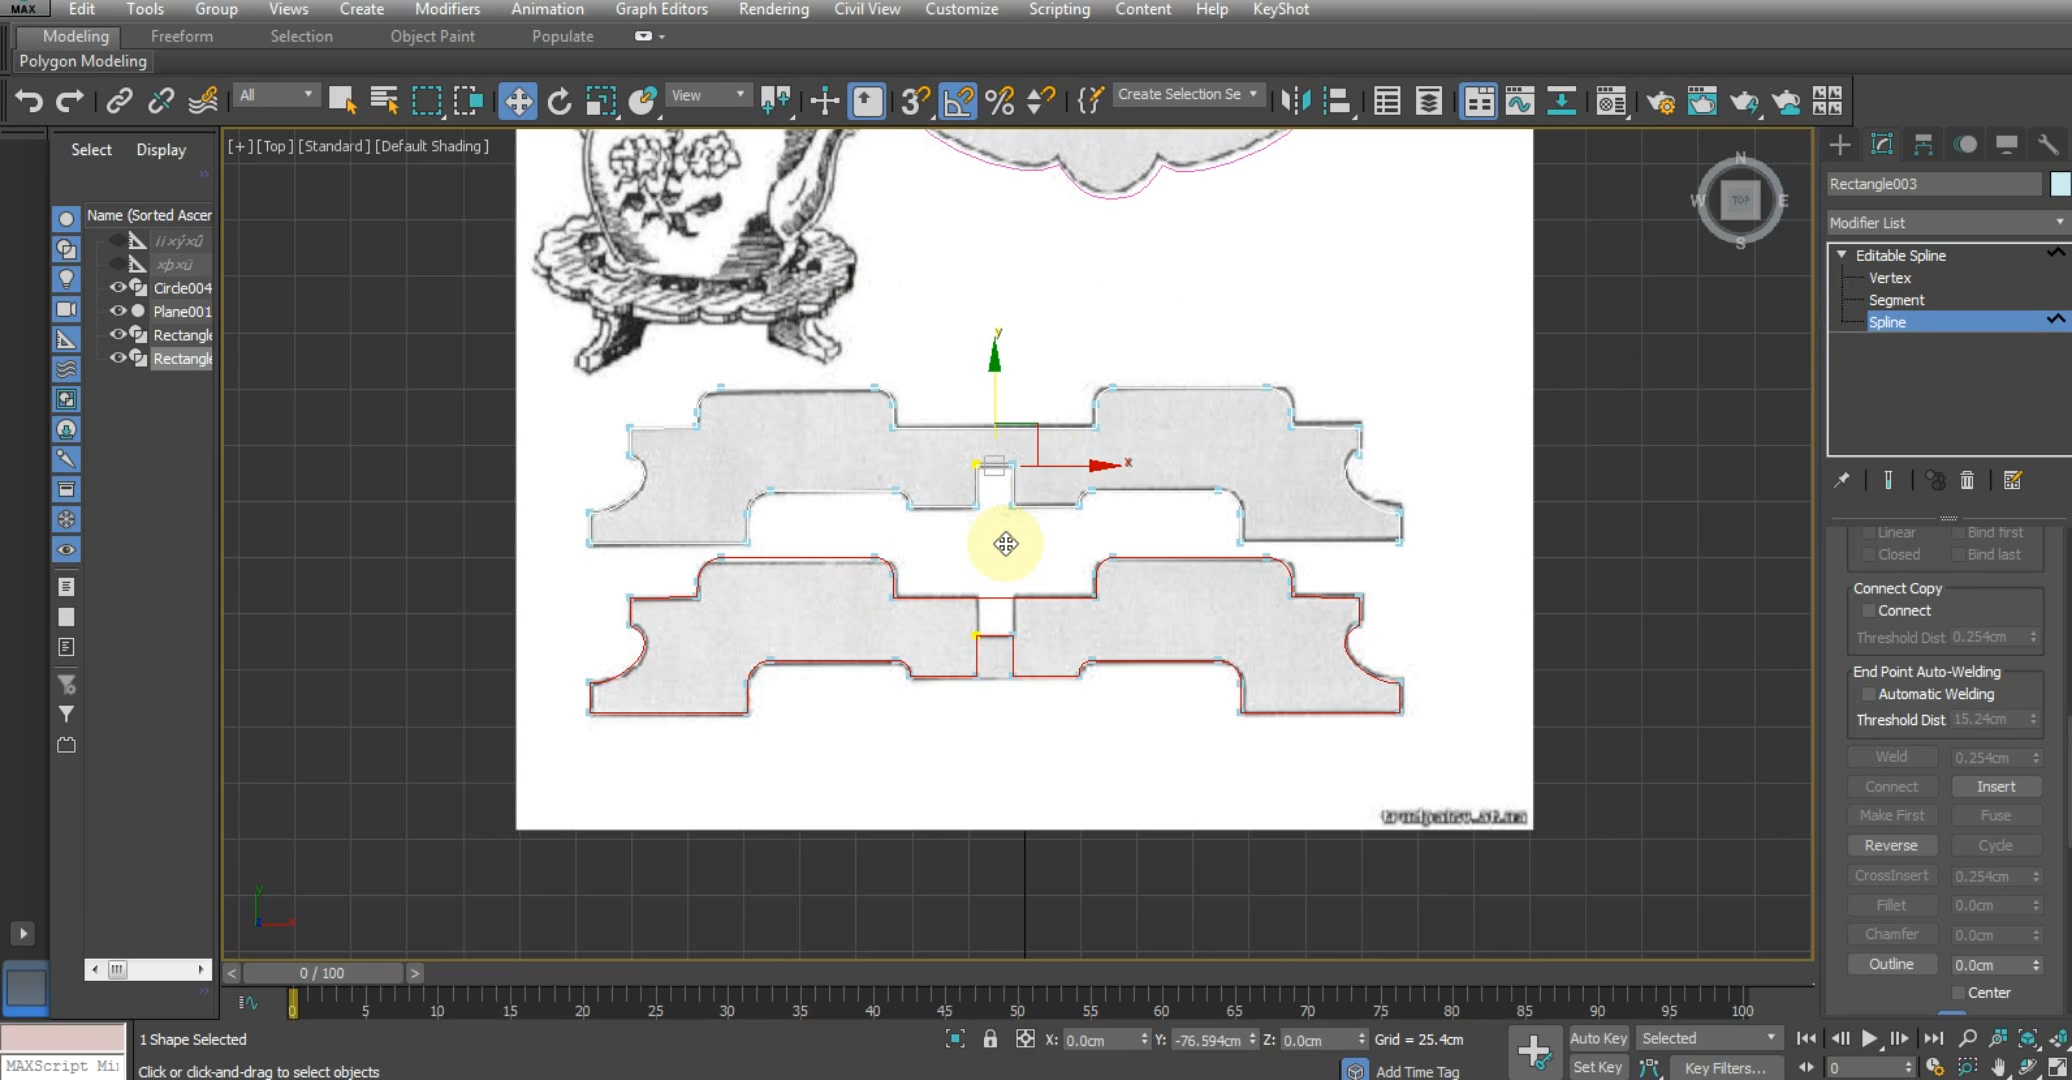 MAX Edit Tools Group Views Create Modifiers Animation Graph Editors Rendering Civil View Customize Scripting Content Help KeyShot
Modeling Freeform Selection Object Paint Populate
Polygon Modeling
All View Create Selection Se
Select Display
[+] [Top ] [Standard ] [Default Shading ]
Name (Sorted Ascer
Circle004
Plane001
Rectangle
Rectangle
y
x
N
W TOP E
S
Rectangle003
Modifier List
Editable Spline
Vertex
Segment
Spline
Linear Bind first
Closed Bind last
Connect Copy
Connect
Threshold Dist 0.254cm
End Point Auto-Welding
Automatic Welding
Threshold Dist 15.24cm
Weld 0.254cm
Connect Insert
Make First Fuse
Reverse Cycle
CrossInsert 0.254cm
Fillet 0.0cm
Chamfer 0.0cm
Outline 0.0cm
Center
< 0 / 100 >
0 5 10 15 20 25 30 35 40 45 50 55 60 65 70 75 80 85 90 95 100
1 Shape Selected X: 0.0cm Y: -76.594cm Z: 0.0cm Grid = 25.4cm Auto Key Selected
MAXScript Mi Click or click-and-drag to select objects Add Time Tag Set Key Key Filters... 0